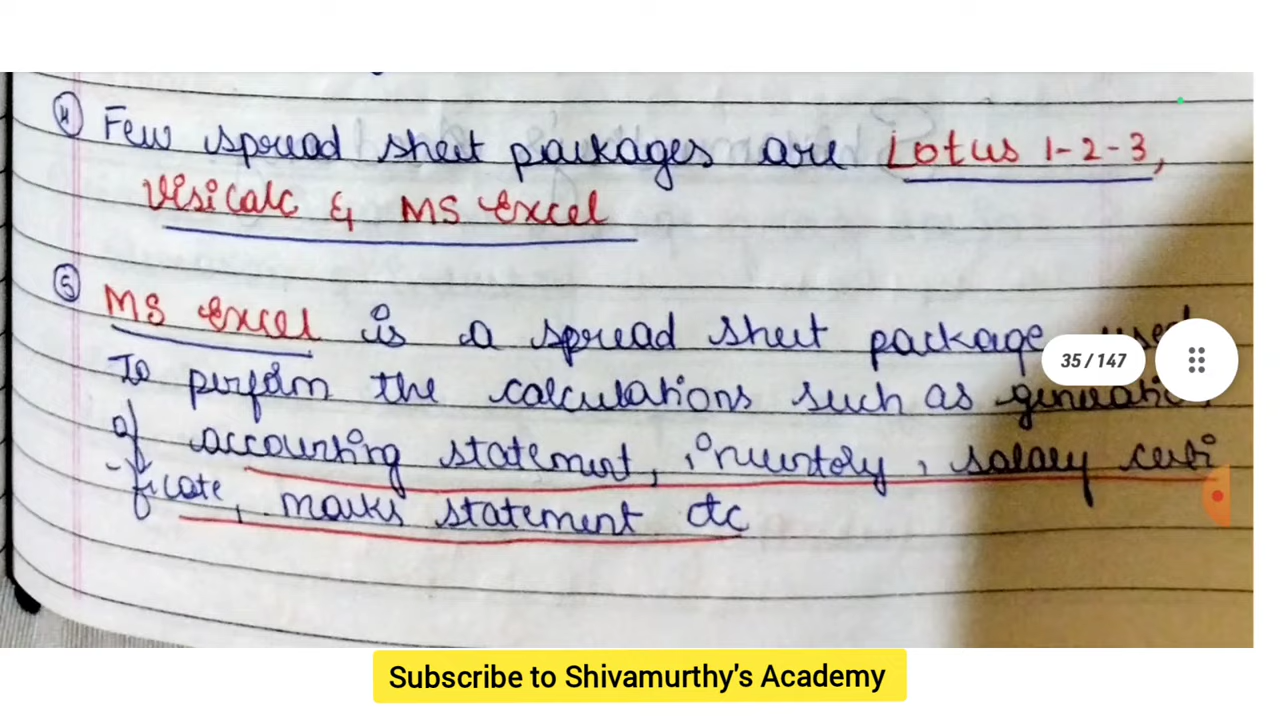 4 Few spread sheet packages are Lotus 1-2-3,
Visicalc & MS Excel
5 MS Excel is a spread sheet package used
To perform the calculations such as generation
of accounting statement, inventory, salary certi
-ficate, marks statement etc
35 / 147
Subscribe to Shivamurthy's Academy